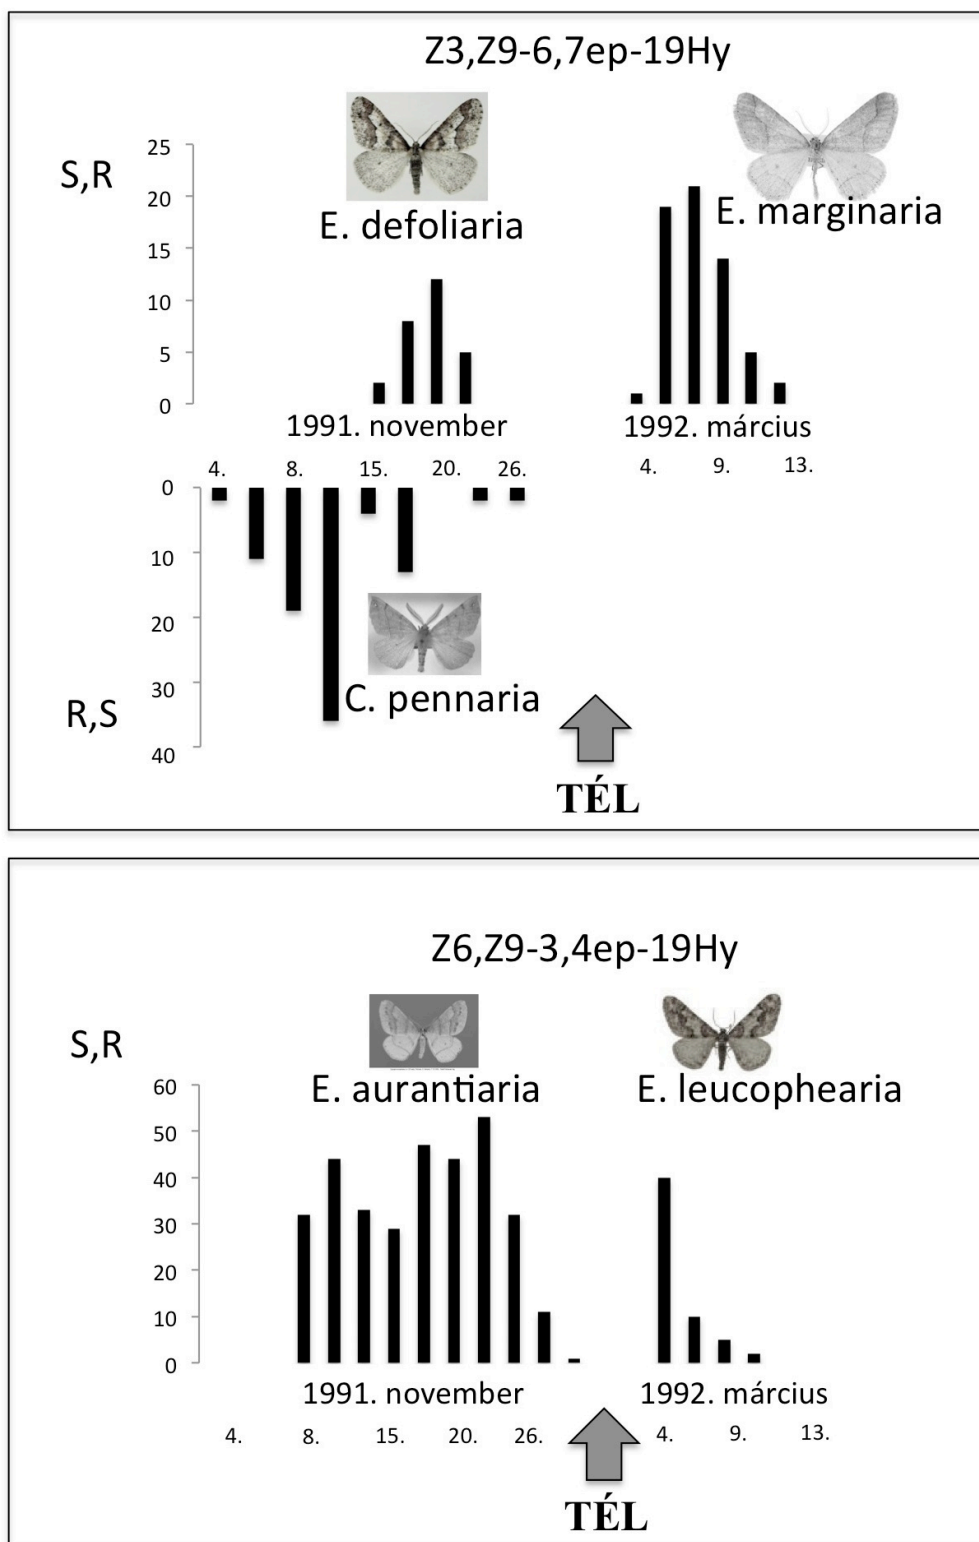 Z3,Z9-6,7ep-19Hy
S,R
25
20
15
10
5
0
E. defoliaria
E. marginaria
1991. november
1992. március
4.
8.
15.
20.
26.
4.
9.
13.
0
10
20
30
40
R,S
C. pennaria
TÉL
Z6,Z9-3,4ep-19Hy
S,R
E. aurantiaria
E. leucophearia
60
50
40
30
20
10
0
1991. november
1992. március
4.
8.
15.
20.
26.
4.
9.
13.
TÉL